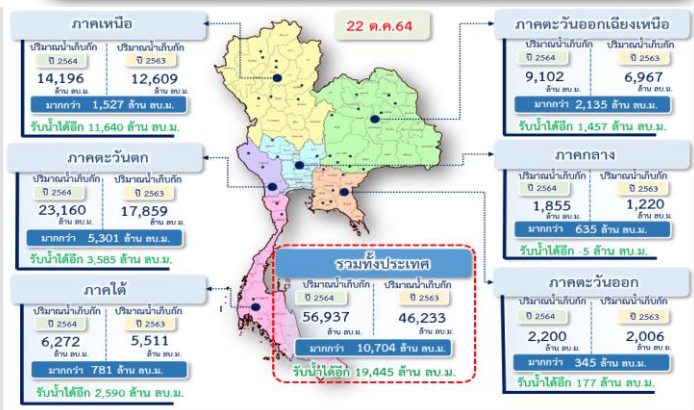 22 ต.ค.64
ภาคเหนือ
ปริมาณน้ำเก็บกัก ปริมาณน้ำเก็บกัก
ปี 2564 ปี 2563
14,196 12,609
ล้าน ลบ.ม. ล้าน ลบ.ม.
มากกว่า 1,527 ล้าน ลบ.ม.
รับน้ำได้อีก 11,640 ล้าน ลบ.ม.
ภาคตะวันออกเฉียงเหนือ
ปริมาณน้ำเก็บกัก ปริมาณน้ำเก็บกัก
ปี 2564 ปี 2563
9,102 6,967
ล้าน ลบ.ม. ล้าน ลบ.ม.
มากกว่า 2,135 ล้าน ลบ.ม.
รับน้ำได้อีก 1,457 ล้าน ลบ.ม.
ภาคตะวันตก
ปริมาณน้ำเก็บกัก ปริมาณน้ำเก็บกัก
ปี 2564 ปี 2563
23,160 17,859
ล้าน ลบ.ม. ล้าน ลบ.ม.
มากกว่า 5,301 ล้าน ลบ.ม.
รับน้ำได้อีก 3,585 ล้าน ลบ.ม.
ภาคกลาง
ปริมาณน้ำเก็บกัก ปริมาณน้ำเก็บกัก
ปี 2564 ปี 2563
1,855 1,220
ล้าน ลบ.ม. ล้าน ลบ.ม.
มากกว่า 635 ล้าน ลบ.ม.
รับน้ำได้อีก -5 ล้าน ลบ.ม.
ภาคใต้
ปริมาณน้ำเก็บกัก ปริมาณน้ำเก็บกัก
ปี 2564 ปี 2563
6,272 5,511
ล้าน ลบ.ม. ล้าน ลบ.ม.
มากกว่า 781 ล้าน ลบ.ม.
รับน้ำได้อีก 2,590 ล้าน ลบ.ม.
รวมทั้งประเทศ
ปริมาณน้ำเก็บกัก ปริมาณน้ำเก็บกัก
ปี 2564 ปี 2563
56,937 46,233
ล้าน ลบ.ม. ล้าน ลบ.ม.
มากกว่า 10,704 ล้าน ลบ.ม.
รับน้ำได้อีก 19,445 ล้าน ลบ.ม.
ภาคตะวันออก
ปริมาณน้ำเก็บกัก ปริมาณน้ำเก็บกัก
ปี 2564 ปี 2563
2,200 2,006
ล้าน ลบ.ม. ล้าน ลบ.ม.
มากกว่า 345 ล้าน ลบ.ม.
รับน้ำได้อีก 177 ล้าน ลบ.ม.